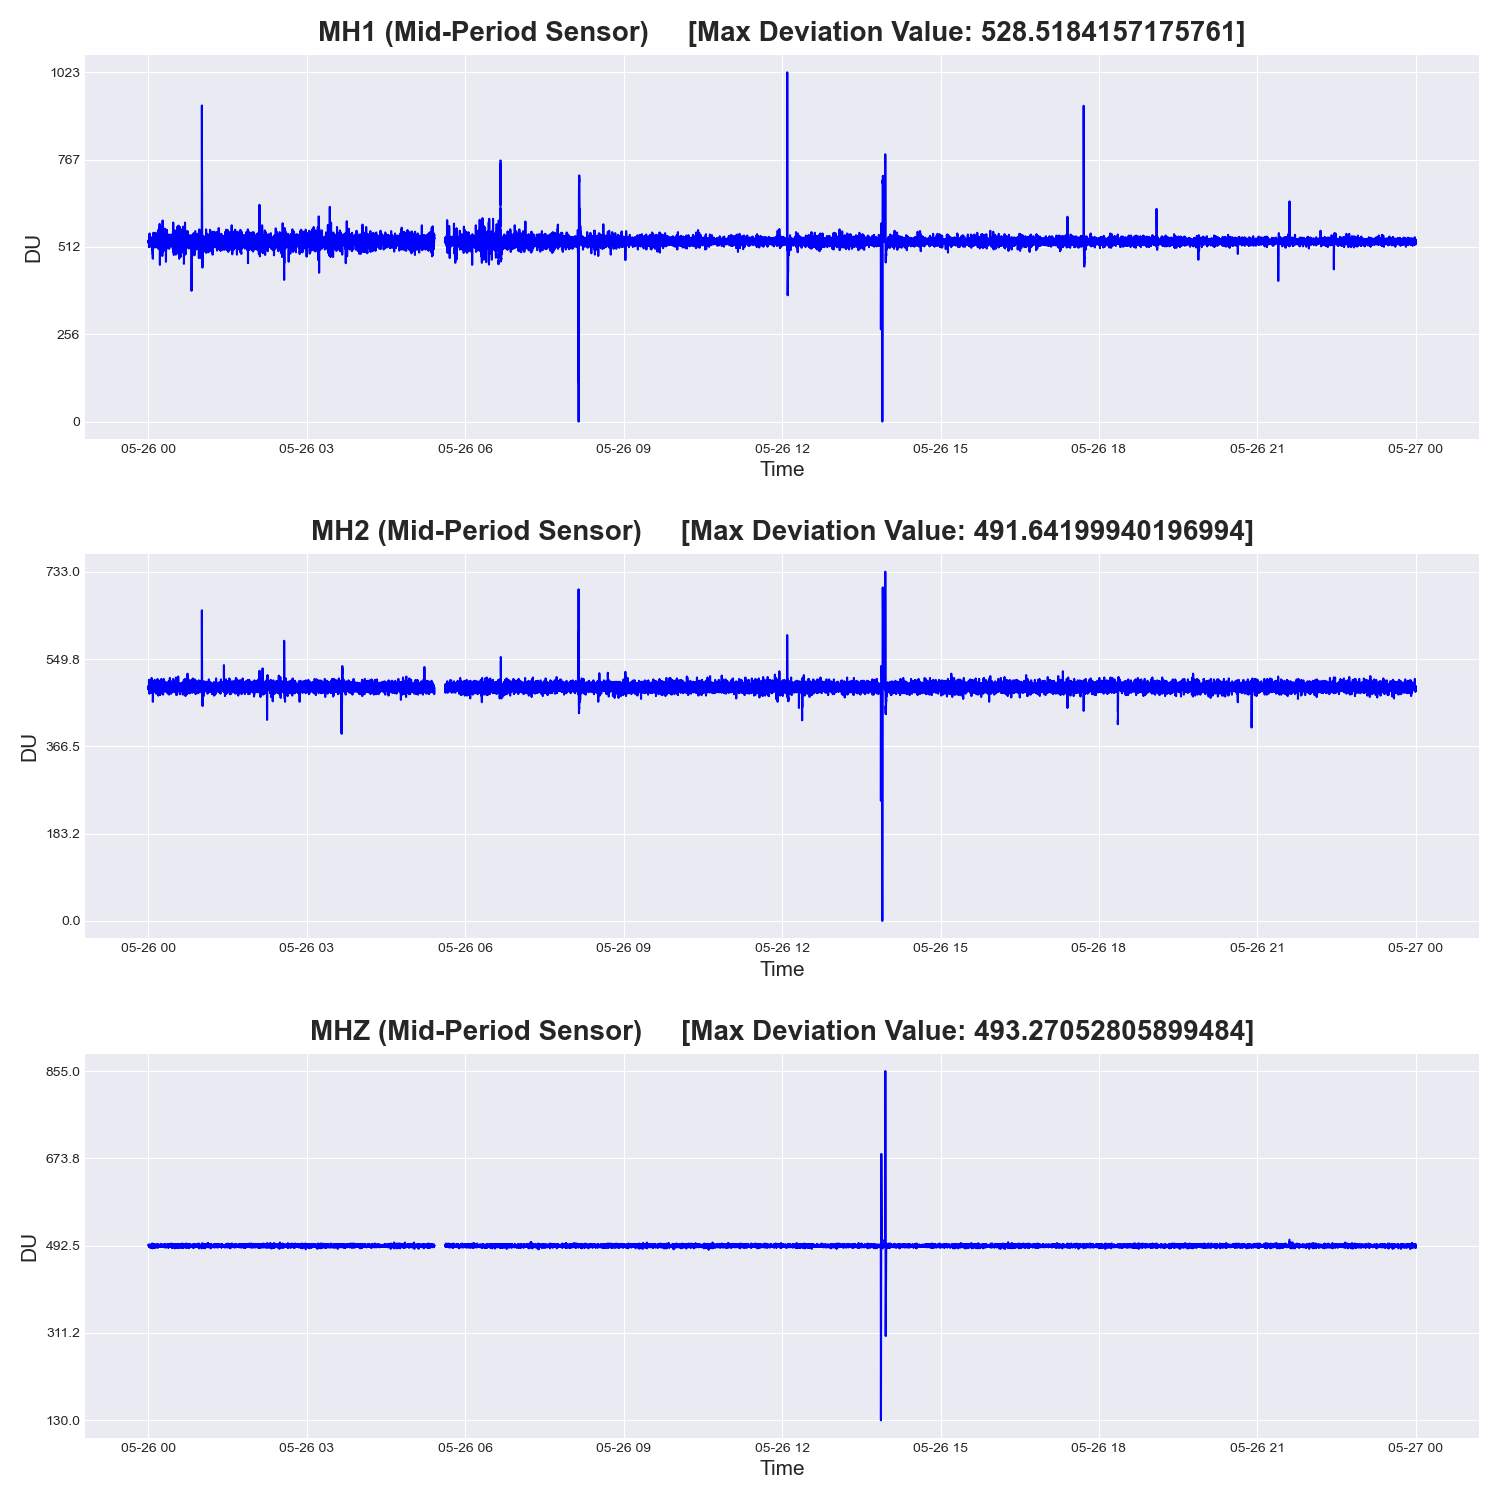 MH1 (Mid-Period Sensor) [Max Deviation Value: 528.5184157175761]
1023
767
512
256
0
DU
05-26 00 05-26 03 05-26 06 05-26 09 05-26 12 05-26 15 05-26 18 05-26 21 05-27 00
Time
MH2 (Mid-Period Sensor) [Max Deviation Value: 491.64199940196994]
733.0
549.8
366.5
183.2
0.0
DU
05-26 00 05-26 03 05-26 06 05-26 09 05-26 12 05-26 15 05-26 18 05-26 21 05-27 00
Time
MHZ (Mid-Period Sensor) [Max Deviation Value: 493.27052805899484]
855.0
673.8
492.5
311.2
130.0
DU
05-26 00 05-26 03 05-26 06 05-26 09 05-26 12 05-26 15 05-26 18 05-26 21 05-27 00
Time